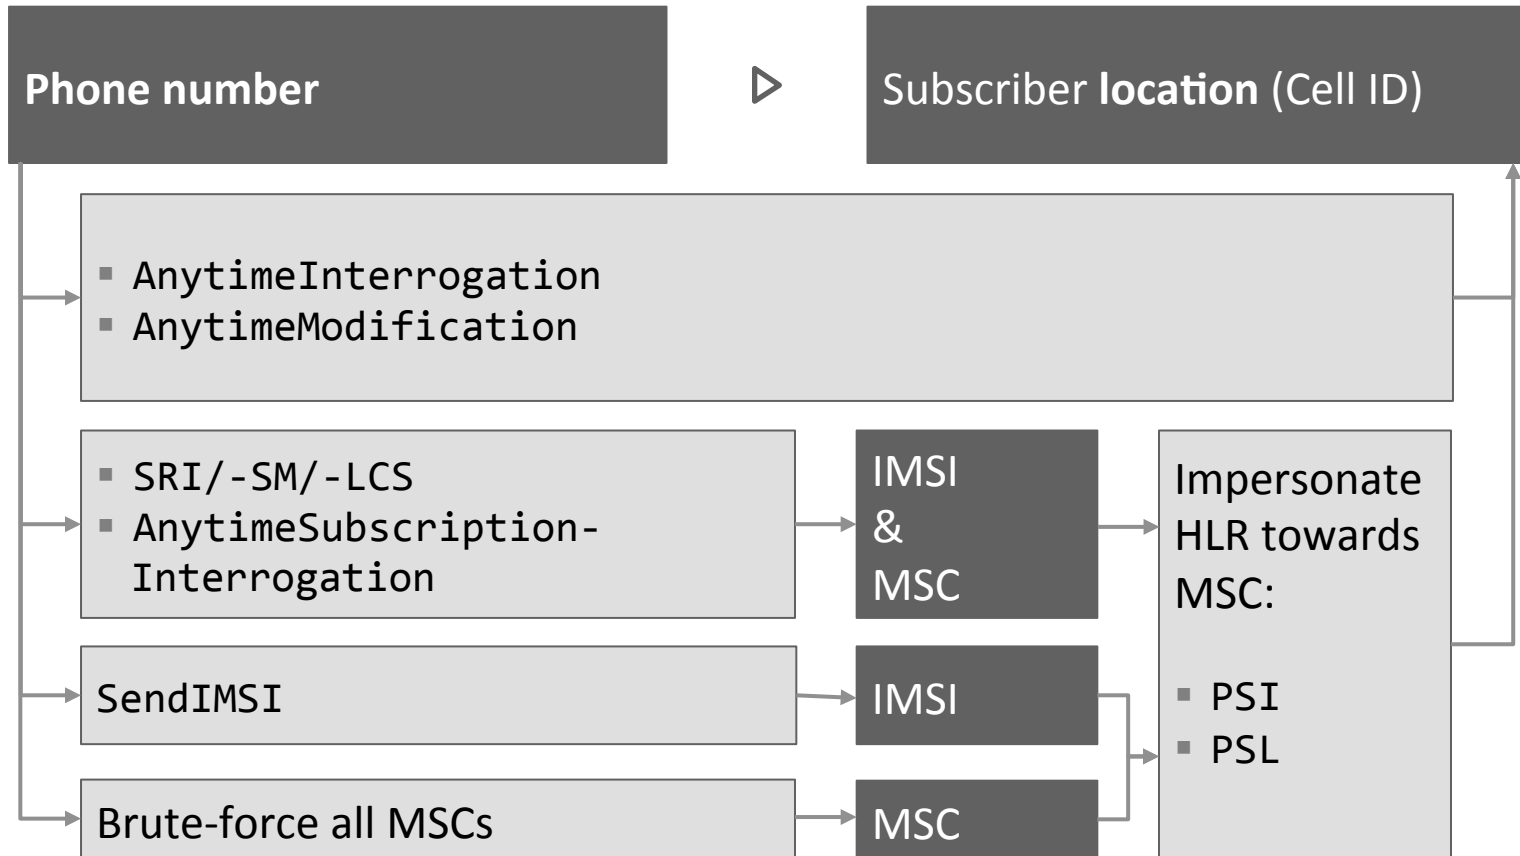 Phone number
Subscriber location (Cell ID)
▪ AnytimeInterrogation
▪ AnytimeModification
▪ SRI/-SM/-LCS
▪ AnytimeSubscription-
Interrogation
IMSI
&
MSC
Impersonate
HLR towards
MSC:
▪ PSI
▪ PSL
SendIMSI
IMSI
Brute-force all MSCs
MSC